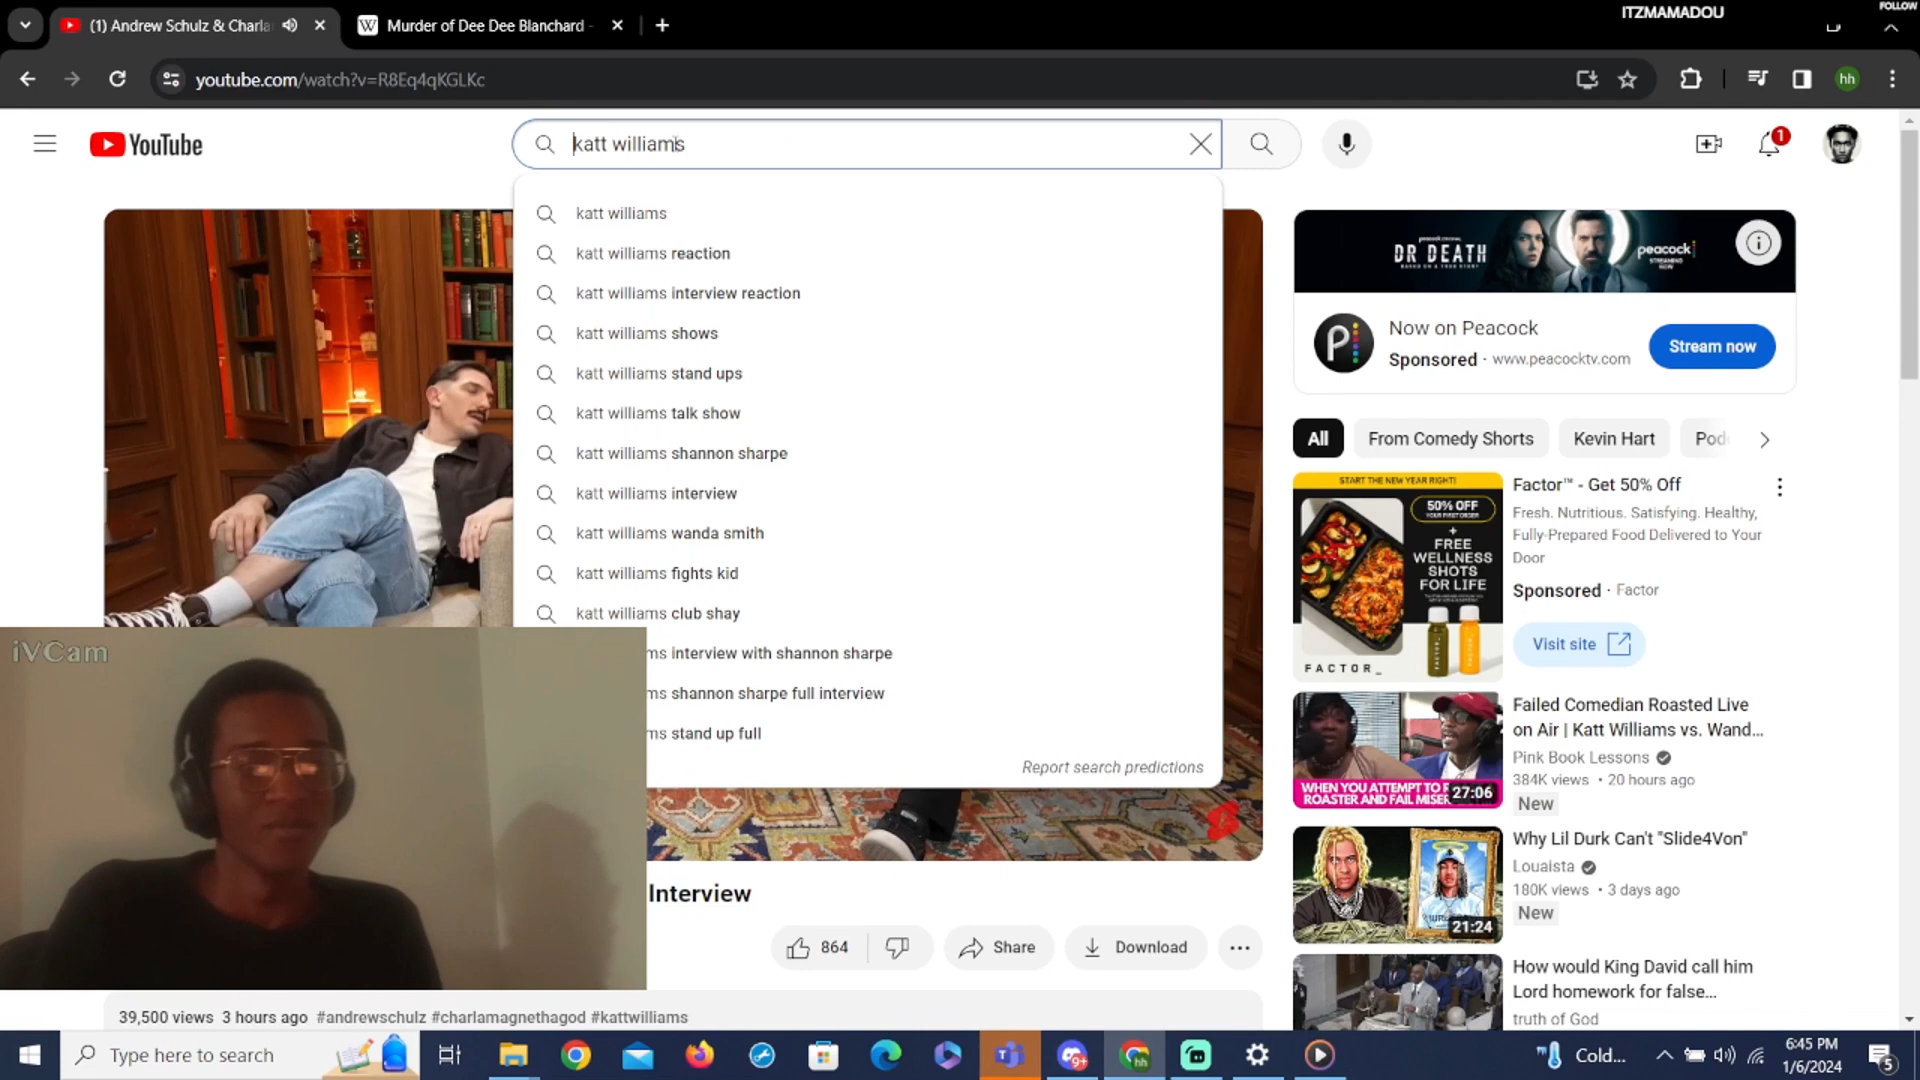 ITZMAMADOU
FOLLOW
(1) Andrew Schulz & Charla
Murder of Dee Dee Blanchard -
youtube.com/watch?v=R8Eq4qKGLKc
hh
YouTube
katt williams
1
katt williams
katt williams reaction
katt williams interview reaction
katt williams shows
katt williams stand ups
katt williams talk show
katt williams shannon sharpe
katt williams interview
katt williams wanda smith
katt williams fights kid
katt williams club shay
ms interview with shannon sharpe
ms shannon sharpe full interview
ms stand up full
Report search predictions
DR DEATH
peacock
STREAMING NOW
Now on Peacock
Sponsored · www.peacocktv.com
Stream now
All
From Comedy Shorts
Kevin Hart
Pod
START THE NEW YEAR RIGHT!
50% OFF
+
FREE
WELLNESS
SHOTS
FOR LIFE
FACTOR_
Factor™ - Get 50% Off
Fresh. Nutritious. Satisfying. Healthy,
Fully-Prepared Food Delivered to Your
Door
Sponsored · Factor
Visit site
WHEN YOU ATTEMPT TO
ROASTER AND FAIL
27:06
Failed Comedian Roasted Live
on Air | Katt Williams vs. Wand...
Pink Book Lessons
384K views • 20 hours ago
New
21:24
Why Lil Durk Can't "Slide4Von"
Louaista
180K views • 3 days ago
New
How would King David call him
Lord homework for false...
truth of God
iVCam
Interview
864
Share
Download
39,500 views 3 hours ago #andrewschulz #charlamagnethagod #kattwilliams
Type here to search
9+
hh
Cold...
6:45 PM
1/6/2024
5